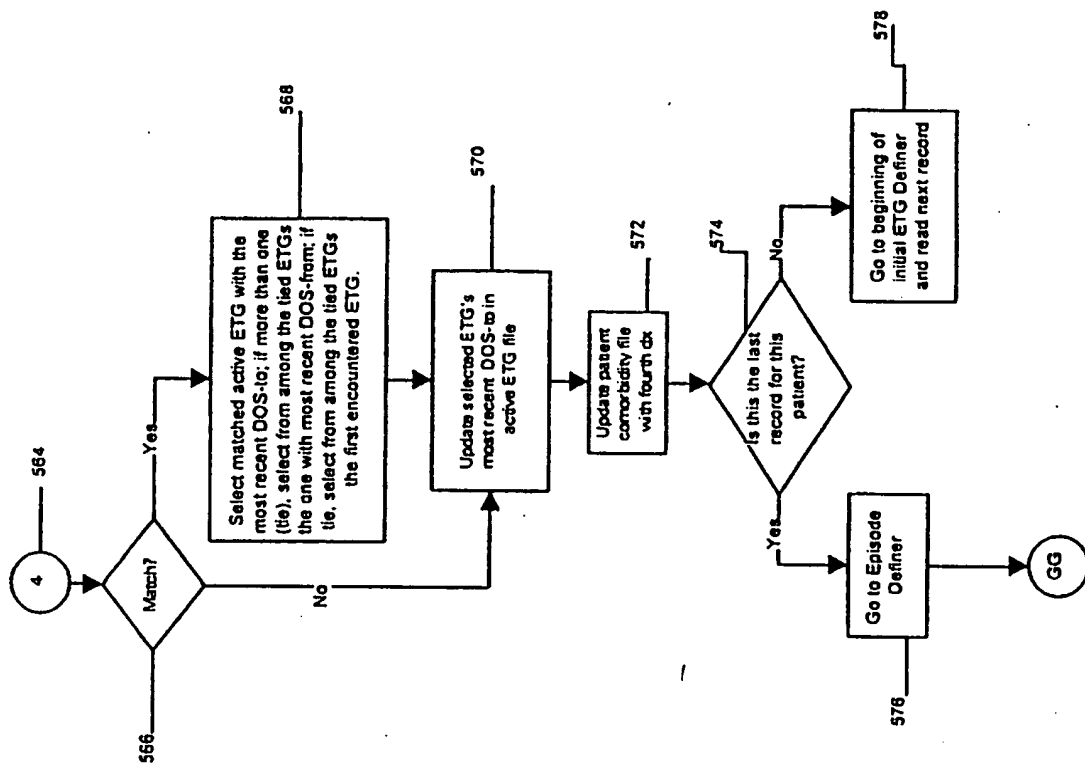 4
564
Match?
566
Yes
No
Select matched active ETG with the
most recent DOS-to; if more than one
(tie), select from among the tied ETGs
the one with most recent DOS-from; if
tie, select from among the tied ETGs
the first encountered ETG.
568
Update selected ETG's
most recent DOS-to in
active ETG file
570
Update patient
comorbidity file
with fourth dx
572
Is this the last
record for this
patient?
574
Yes
No
Go to Episode
Definer
576
Go to beginning of
initial ETG Definer
and read next record
578
GG